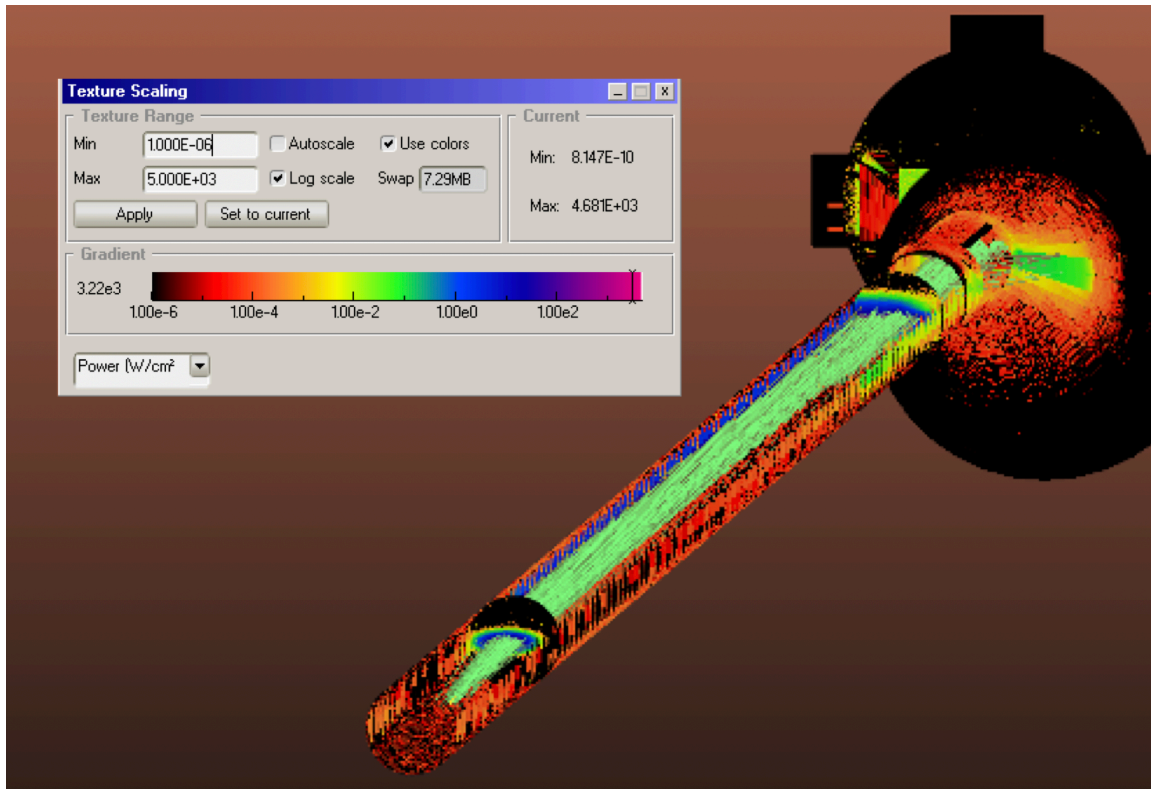 Texture Scaling
Texture Range
Min 1.000E-06 Autoscale Use colors
Max 5.000E+03 Log scale Swap 7.29MB
Apply Set to current
Current
Min: 8.147E-10
Max: 4.681E+03
Gradient
3.22e3
1.00e-6 1.00e-4 1.00e-2 1.00e0 1.00e2
Power (W/cm²